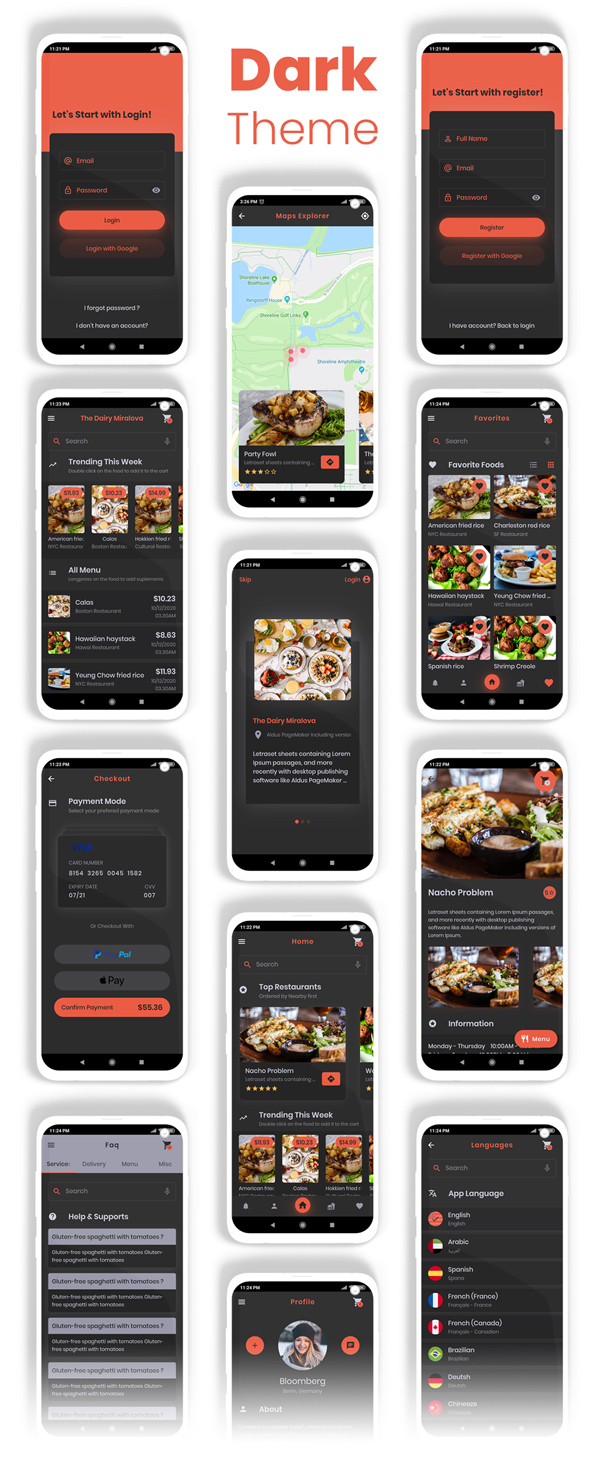 Dark
Theme
11:21 PM
Let's Start with Login!
Email
Password
Login
Login with Google
I forgot password ?
I don't have an account?
3:26 PM
Maps Explorer
Shoreline Lake
Boathouse
Rengstorff House
Shoreline Golf Links
Shoreline Amphitheatre
Party Fowl
Letraset sheets containing ...
The
Google
11:21 PM
Let's Start with register!
Full Name
Email
Password
Register
Register with Google
I have account? Back to login
11:23 PM
The Dairy Miralova
Search
Trending This Week
Double click on the food to add it to the cart
$11.93
$10.23
$14.99
American fried
Calas
Hokkien fried r
NYC Restaurant
Boston Restau
Cultural Resta
All Menu
Longpress on the food to add suplements
Calas
$10.23
Boston Restaurant
10/12/2020
03.30AM
Hawaiian haystack
$8.63
Hawai Restaurant
10/12/2020
03.30AM
Yeung Chow fried rice
$11.93
NYC Restaurant
11:21 PM
Skip
Login
The Dairy Miralova
Aldus PageMaker including version
Letraset sheets containing Lorem
Ipsum passages, and more
recently with desktop publishing
software like Aldus PageMaker ...
11:24 PM
Favorites
Search
Favorite Foods
American fried rice
Charleston red rice
NYC Restaurant
SF Restaurant
Hawaiian haystack
Yeung Chow fried ...
Hawai Restaurant
NYC Restaurant
Spanish rice
Shrimp Creole
11:23 PM
Checkout
Payment Mode
Select your prefered payment mode
VISA
CARD NUMBER
8154 3265 0045 1582
EXPIRY DATE
CVV
07/21
007
Or Checkout With
PayPal
Pay
Confirm Payment
$55.36
11:22 PM
Home
Search
Top Restaurants
Ordered by Nearby first
Nacho Problem
Letraset sheets containing ...
Trending This Week
Double click on the food to add it to the cart
$11.93
$10.23
$14.99
American frie
Calas
Hokkien fried r
11:22 PM
Nacho Problem
Letraset sheets containing Lorem Ipsum passages,
and more recently with desktop publishing
software like Aldus PageMaker including versions of
Lorem Ipsum.
Information
Monday - Thursday
10:00AM
Menu
11:24 PM
Faq
Service
Delivery
Menu
Misc
Search
Help & Supports
Gluten-free spaghetti with tomatoes ?
Gluten-free spaghetti with tomatoes Gluten-
free spaghetti with tomatoes
Gluten-free spaghetti with tomatoes ?
Gluten-free spaghetti with tomatoes Gluten-
free spaghetti with tomatoes
Gluten-free spaghetti with tomatoes ?
Gluten-free spaghetti with tomatoes Gluten-
free spaghetti with tomatoes
Gluten-free spaghetti with tomatoes ?
Gluten-free spaghetti with tomatoes Gluten-
free spaghetti with tomatoes
Gluten-free spaghetti with tomatoes ?
11:24 PM
Profile
Bloomberg
Berlin, Germany
About
11:24 PM
Languages
Search
App Language
English
English
Arabic
العربية
Spanish
Spana
French (France)
Français - France
French (Canada)
Français - Canadien
Brazilian
Brazilian
Deutsh
Deutsh
Chineeze